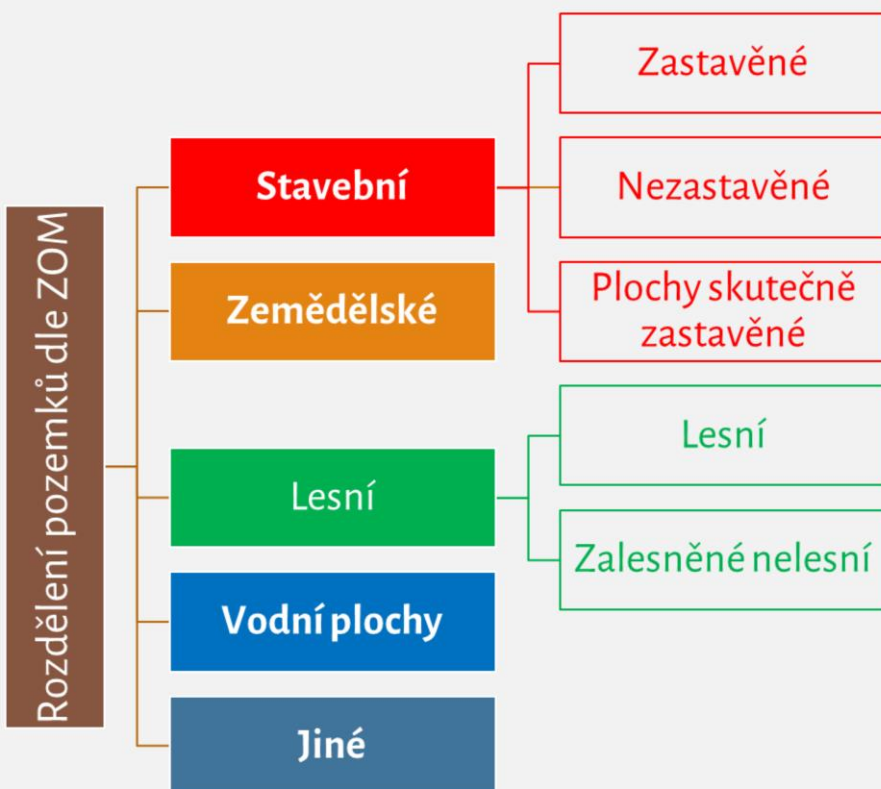 Rozdělení pozemků dle ZOM
Stavební
Zastavěné
Nezastavěné
Plochy skutečně
zastavěné
Zemědělské
Lesní
Lesní
Zalesněné nelesní
Vodní plochy
Jiné